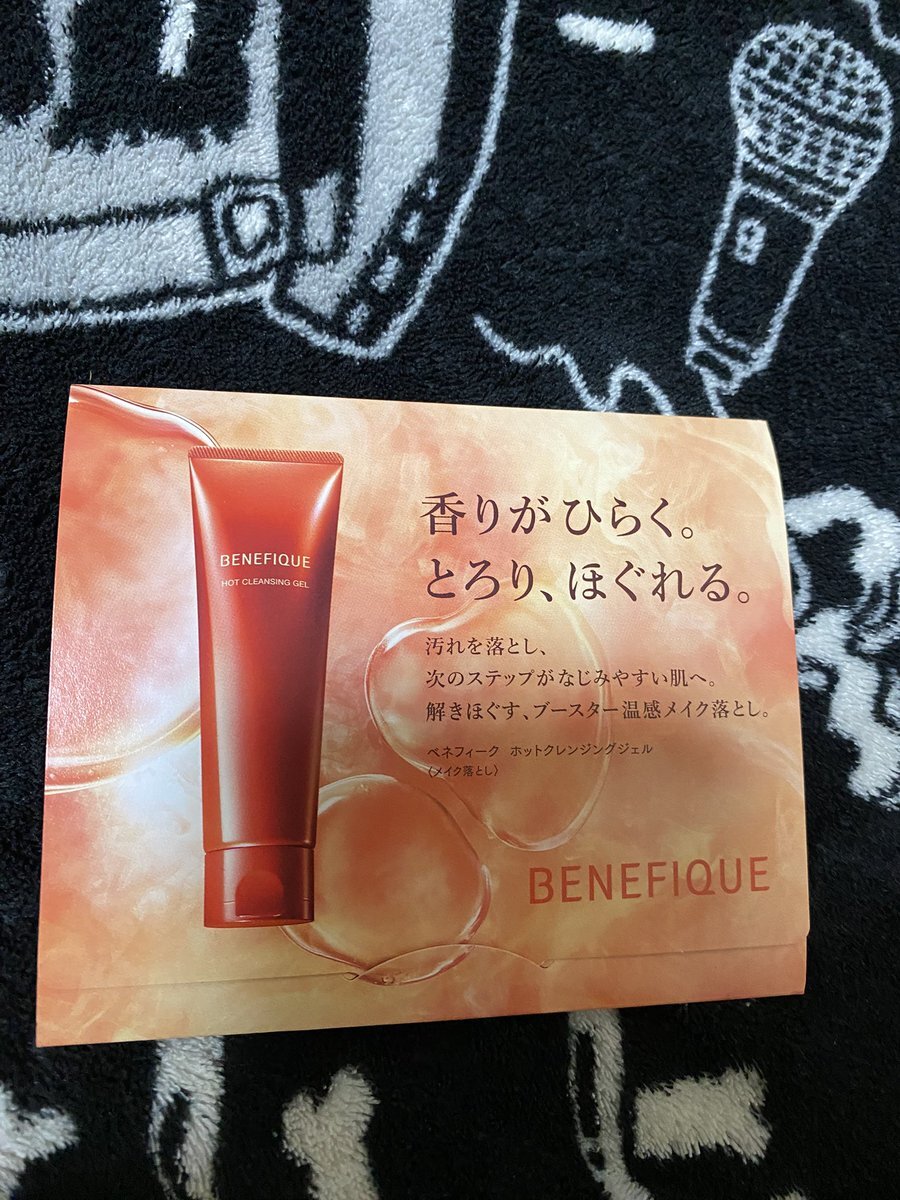 BENEFIQUE
HOT CLEANSING GEL
香りがひらく。
とろり、ほぐれる。
汚れを落とし、
次のステップがなじみやすい肌へ。
解きほぐす、ブースター温感メイク落とし。
ベネフィーク ホットクレンジングジェル
〈メイク落とし〉
BENEFIQUE